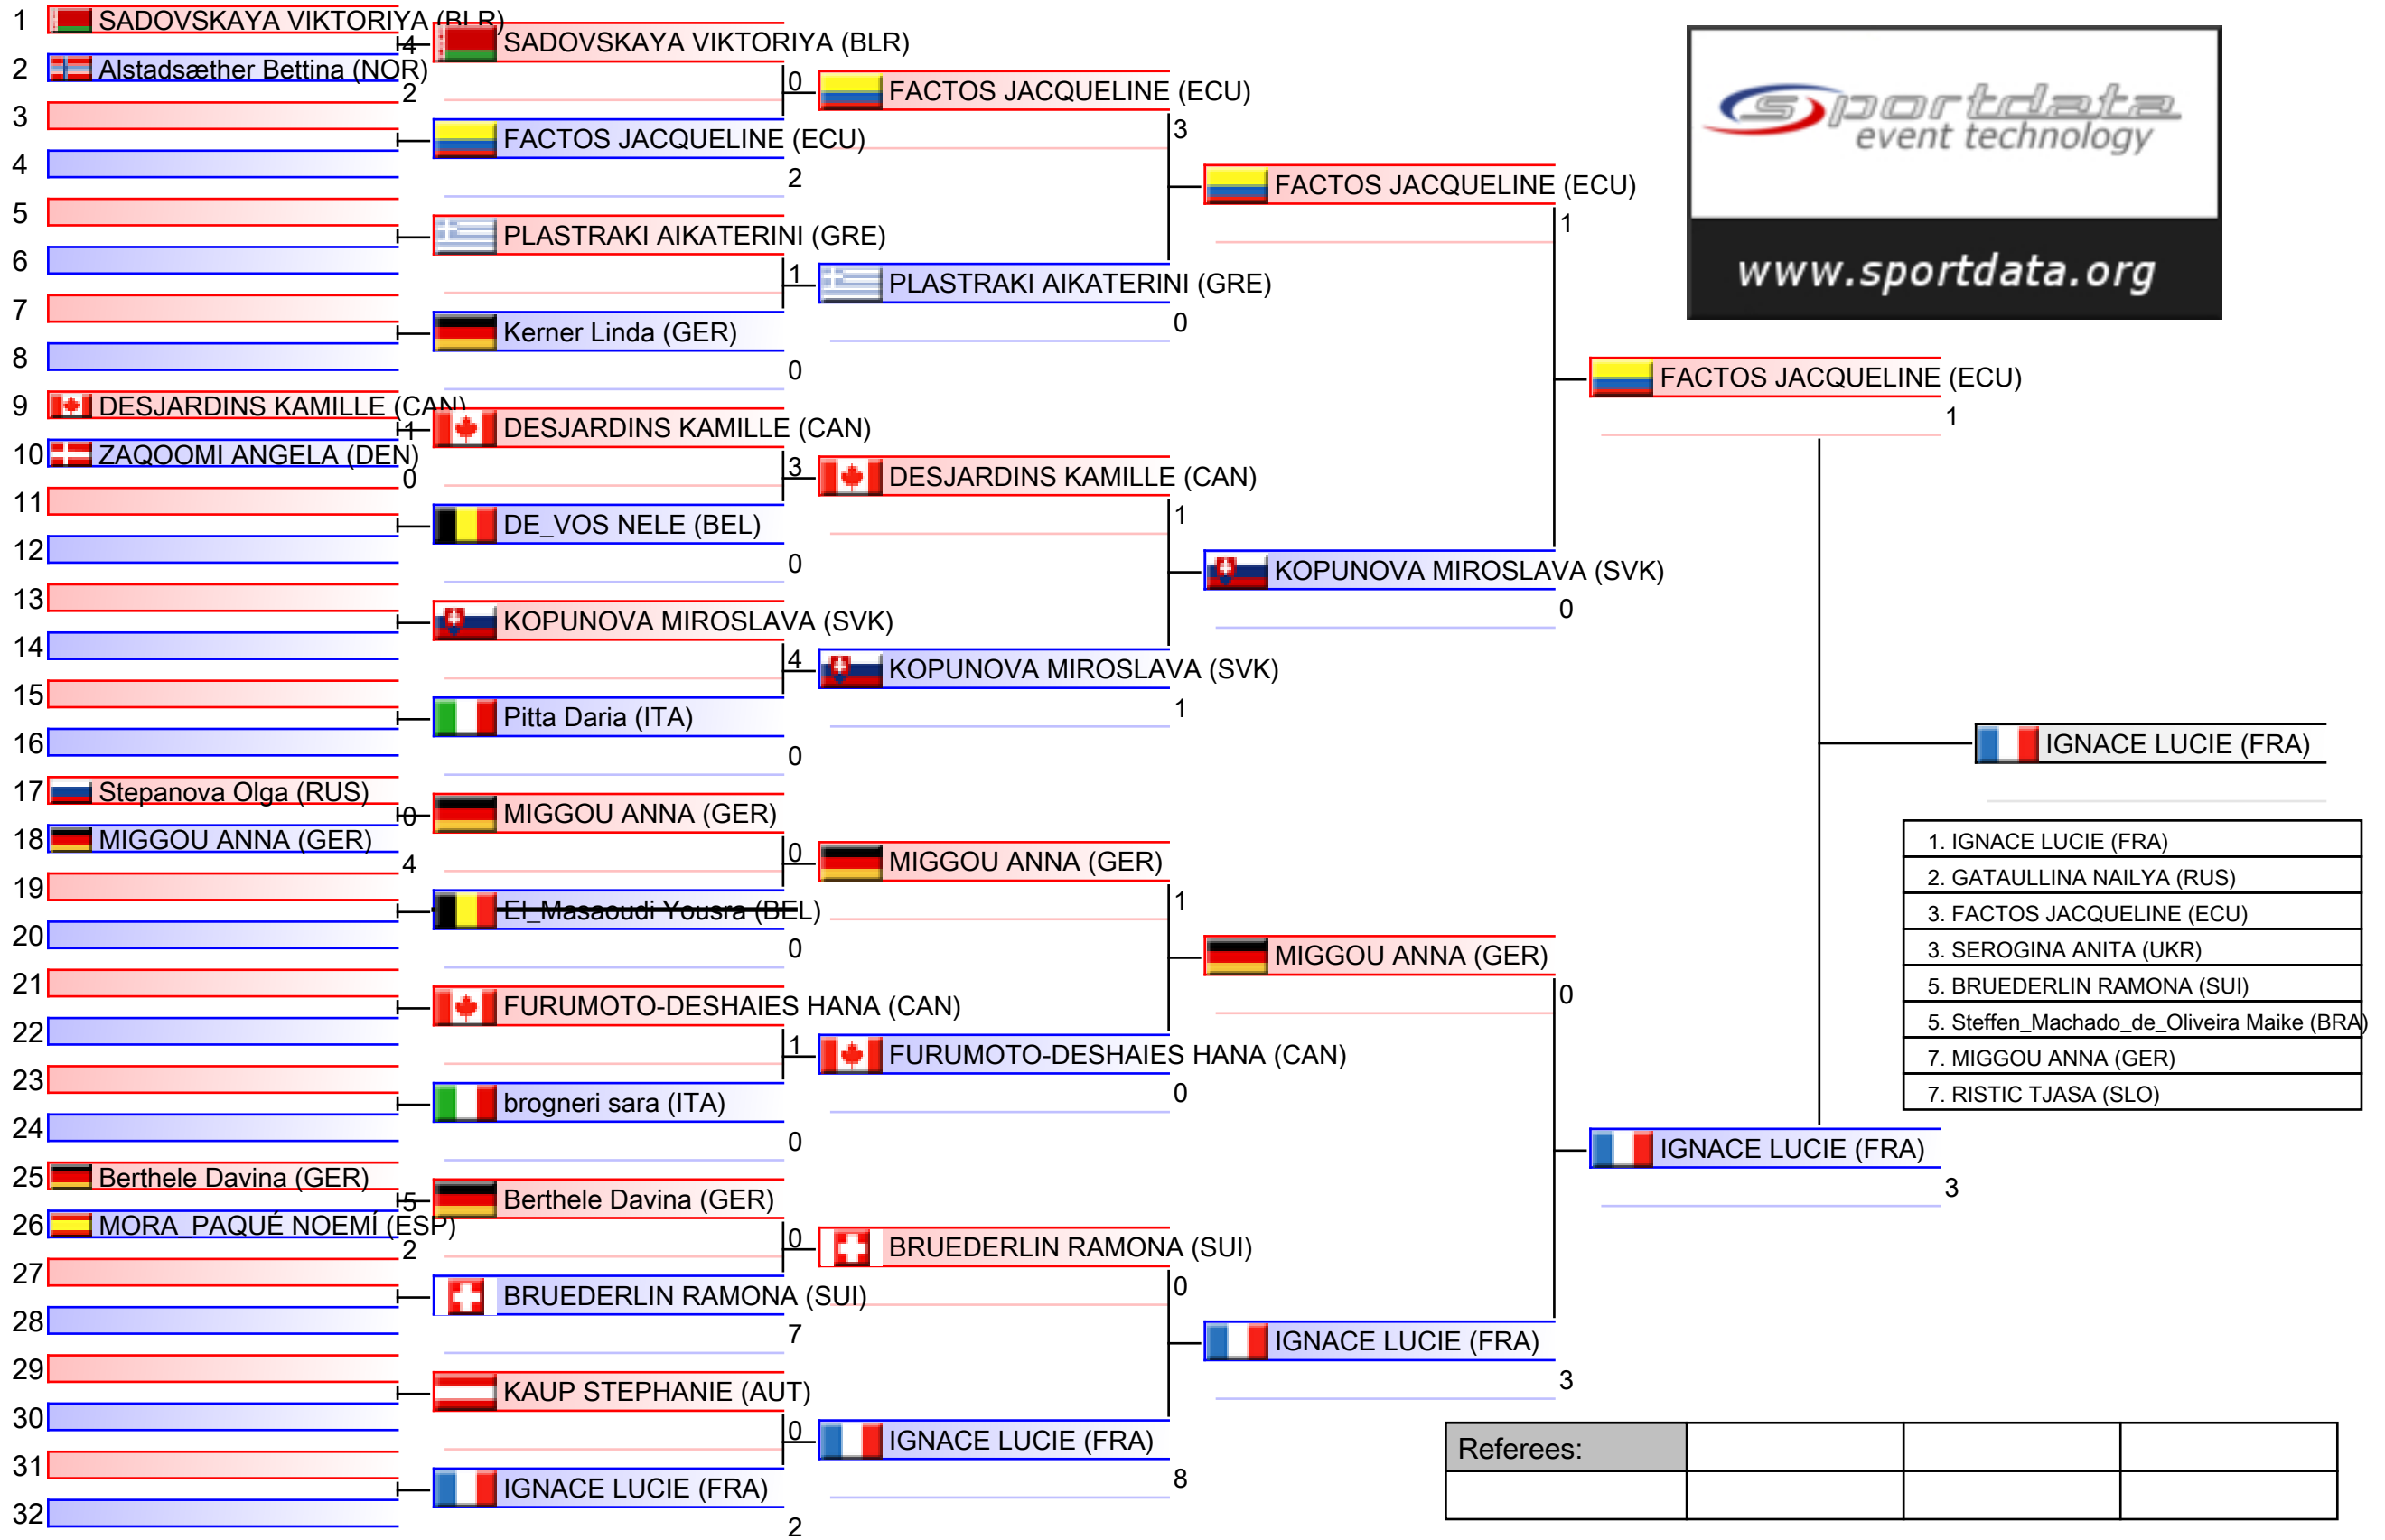 1 SADOVSKAYA VIKTORIYA (BLR)
4
2 Alstadsæther Bettina (NOR)
2
3
4
5
6
7
8
9 DESJARDINS KAMILLE (CAN)
1
10 ZAQOOMI ANGELA (DEN)
0
11
12
13
14
15
16
17 Stepanova Olga (RUS)
0
18 MIGGOU ANNA (GER)
4
19
20
21
22
23
24
25 Berthele Davina (GER)
5
26 MORA_PAQUÉ NOEMÍ (ESP)
2
27
28
29
30
31
32
SADOVSKAYA VIKTORIYA (BLR)
0
FACTOS JACQUELINE (ECU)
2
PLASTRAKI AIKATERINI (GRE)
1
Kerner Linda (GER)
0
DESJARDINS KAMILLE (CAN)
3
DE_VOS NELE (BEL)
0
KOPUNOVA MIROSLAVA (SVK)
4
Pitta Daria (ITA)
0
MIGGOU ANNA (GER)
0
El_Masaoudi Yousra (BEL)
0
FURUMOTO-DESHAIES HANA (CAN)
1
brogneri sara (ITA)
0
Berthele Davina (GER)
0
BRUEDERLIN RAMONA (SUI)
7
KAUP STEPHANIE (AUT)
0
IGNACE LUCIE (FRA)
2
FACTOS JACQUELINE (ECU)
3
PLASTRAKI AIKATERINI (GRE)
0
DESJARDINS KAMILLE (CAN)
1
KOPUNOVA MIROSLAVA (SVK)
1
MIGGOU ANNA (GER)
1
FURUMOTO-DESHAIES HANA (CAN)
0
BRUEDERLIN RAMONA (SUI)
0
IGNACE LUCIE (FRA)
8
FACTOS JACQUELINE (ECU)
1
KOPUNOVA MIROSLAVA (SVK)
0
MIGGOU ANNA (GER)
0
IGNACE LUCIE (FRA)
3
FACTOS JACQUELINE (ECU)
1
IGNACE LUCIE (FRA)
3
IGNACE LUCIE (FRA)
sportdata
event technology
www.sportdata.org
1. IGNACE LUCIE (FRA)
2. GATAULLINA NAILYA (RUS)
3. FACTOS JACQUELINE (ECU)
3. SEROGINA ANITA (UKR)
5. BRUEDERLIN RAMONA (SUI)
5. Steffen_Machado_de_Oliveira Maike (BRA)
7. MIGGOU ANNA (GER)
7. RISTIC TJASA (SLO)
Referees: